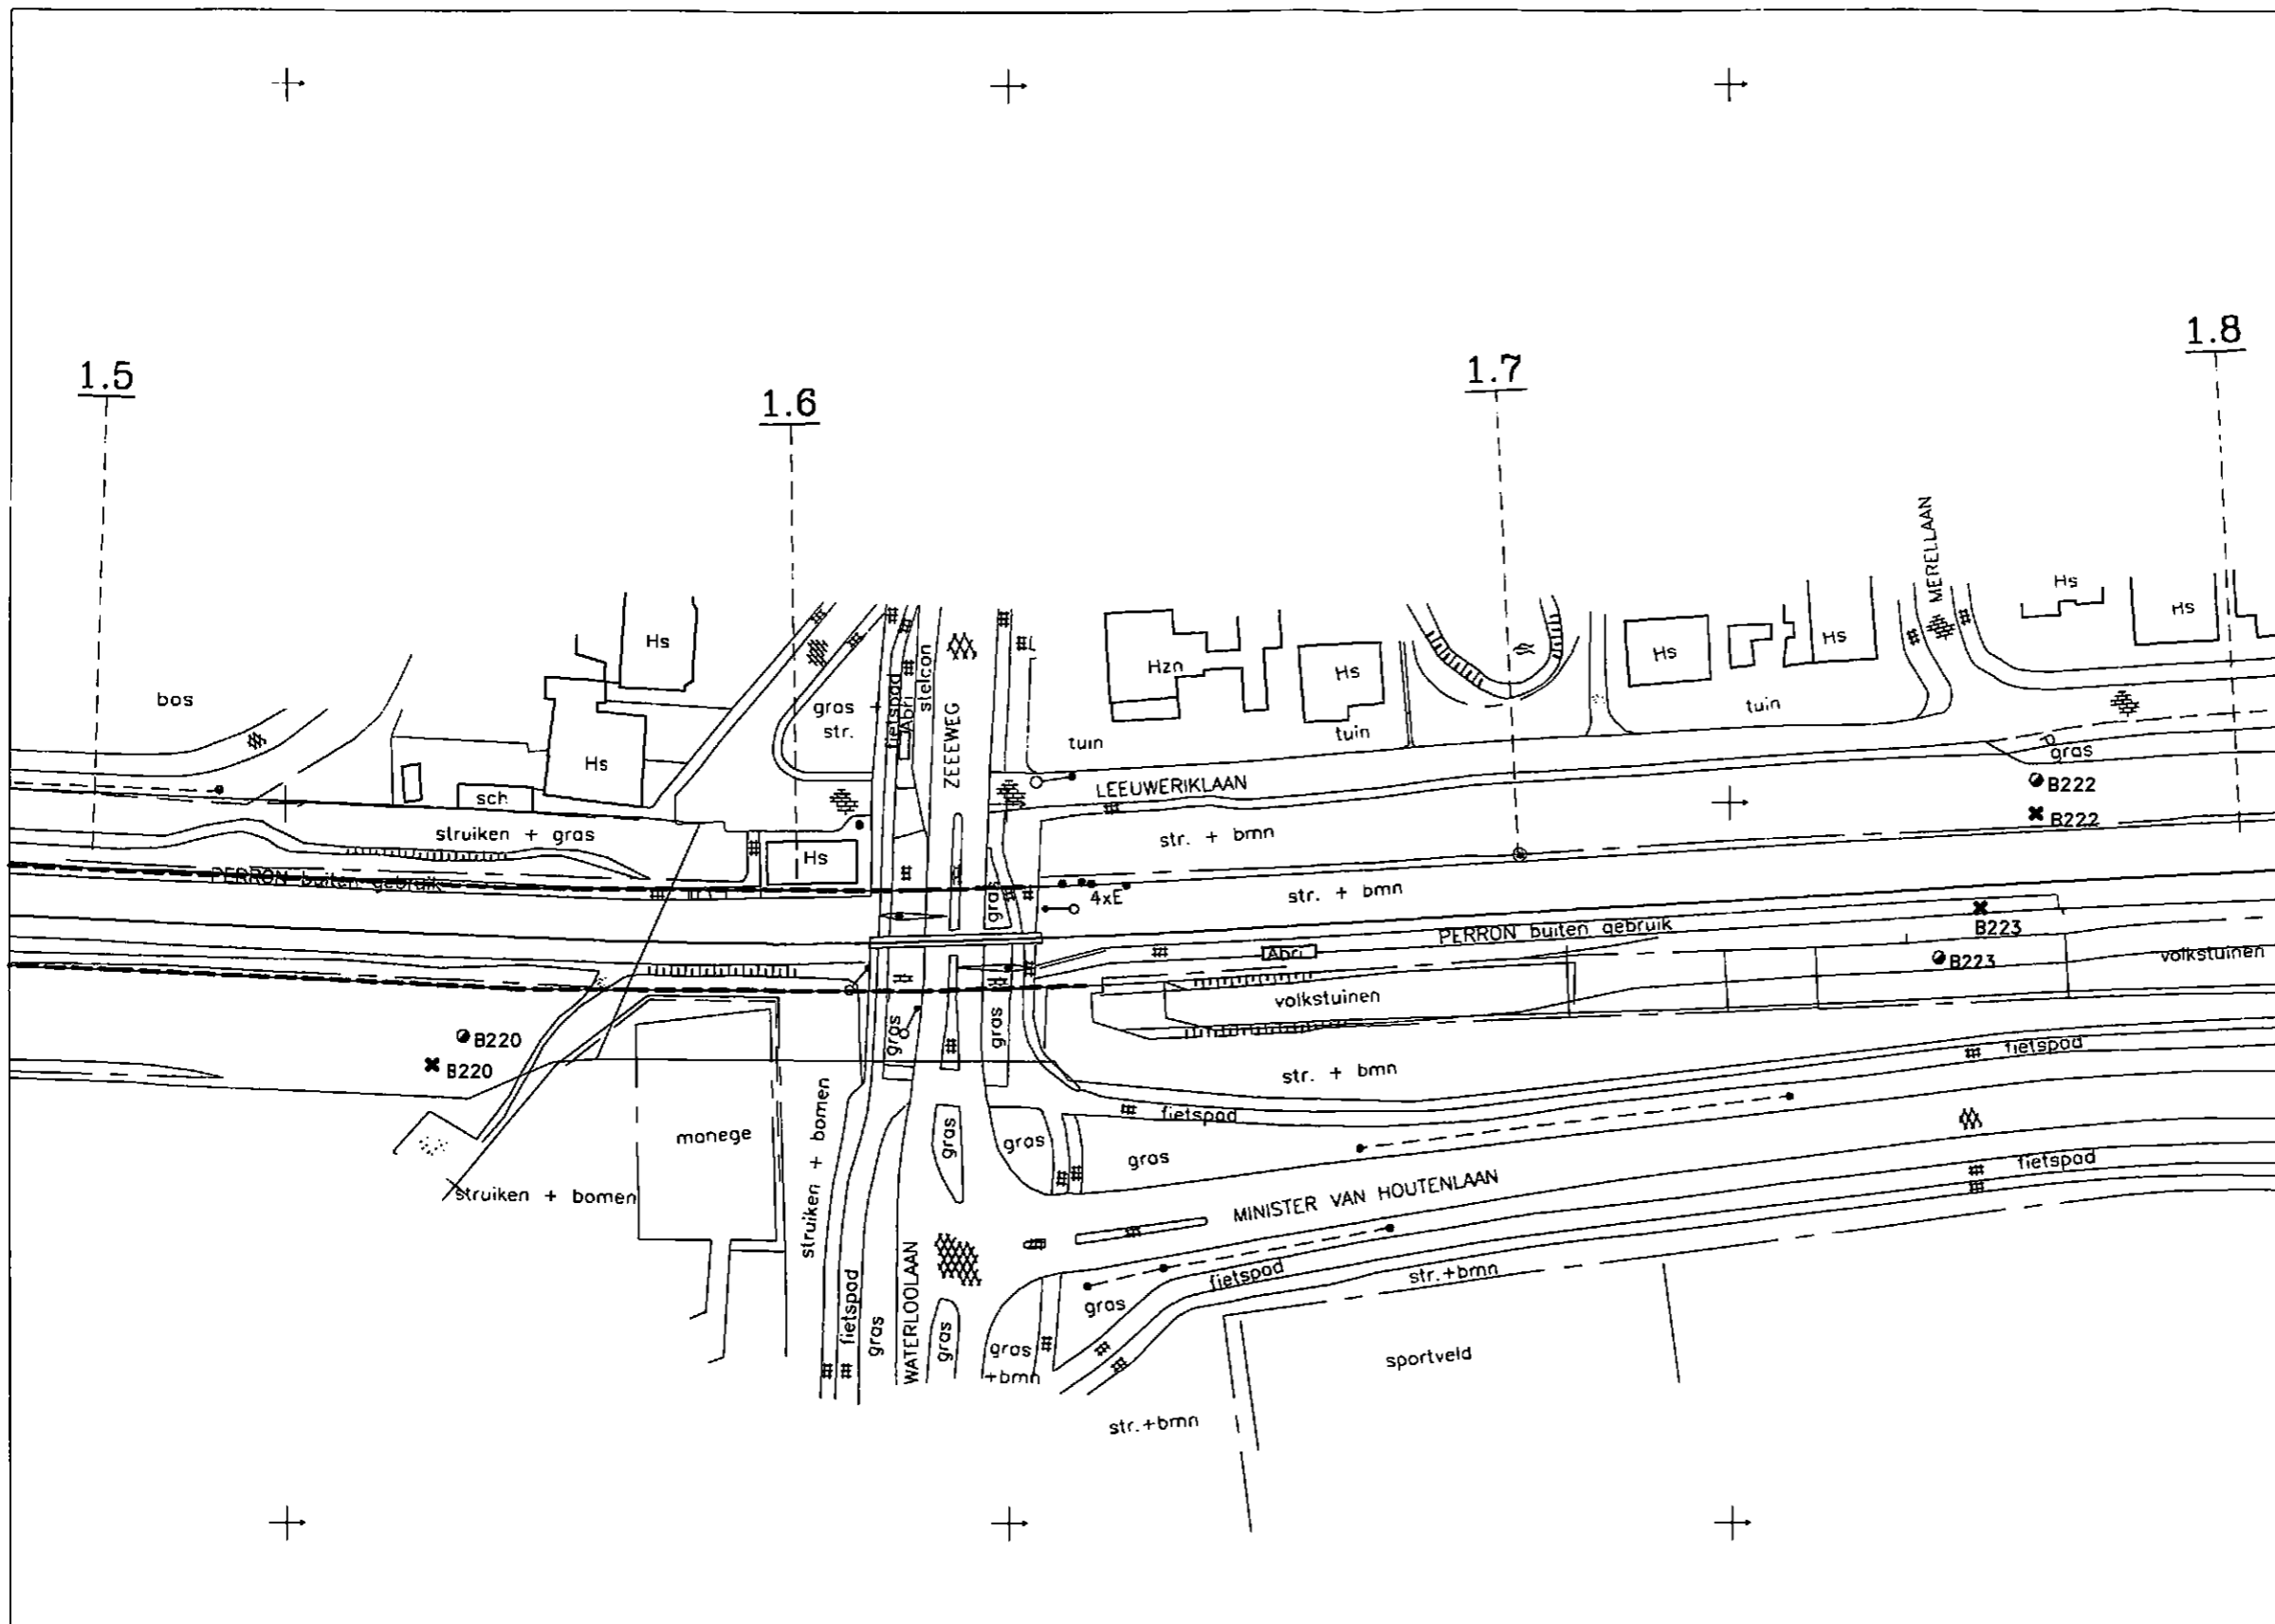 1.5
1.6
1.7
1.8
MERELLAAN
Hs
Hs
Hs
Hs
Hzn
Hs
Hs
Hs
bos
gras +
str.
fietspad
Abri
stelcon
ZEEWEG
tuin
tuin
tuin
gras
Hs
sch.
LEEUWERIKLAAN
B222
B222
struiken + gras
Hs
str. + bmn
PERRON buiten gebruik
gras
4xE
str. + bmn
B223
PERRON buiten gebruik
Abri
B223
volkstuinen
volkstuinen
B220
B220
gras
gras
str. + bmn
fietspad
manege
struiken + bomen
fietspad
gras
gras
gras
fietspad
struiken + bomen
MINISTER VAN HOUTENLAAN
fietspad
gras
WATERLOOLAAN
gras
gras
+bmn
gras
fietspad
str.+bmn
sportveld
str.+bmn